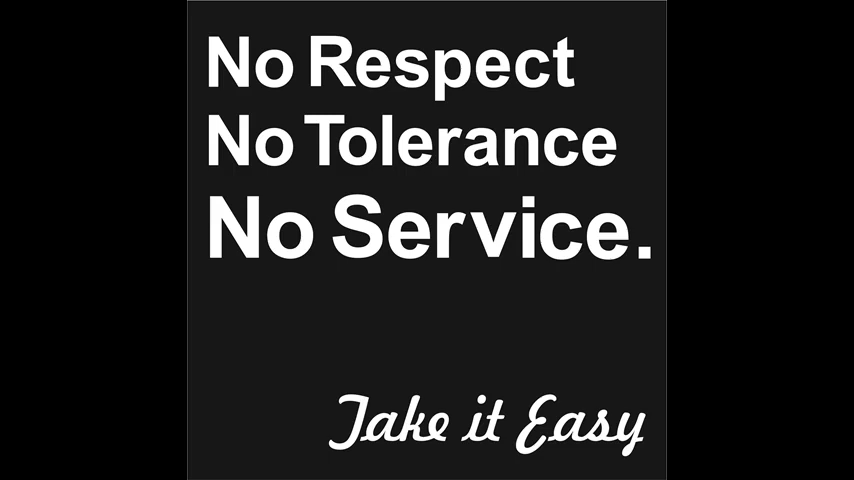 No Respect
No Tolerance
No Service.
Take it Easy